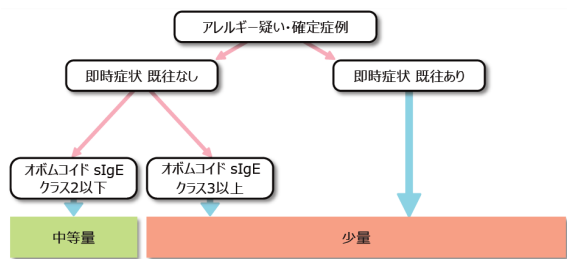 アレルギー疑い・確定症例
即時症状 既往なし
即時症状 既往あり
オボムコイド sIgE
クラス2以下
オボムコイド sIgE
クラス3以上
中等量
少量